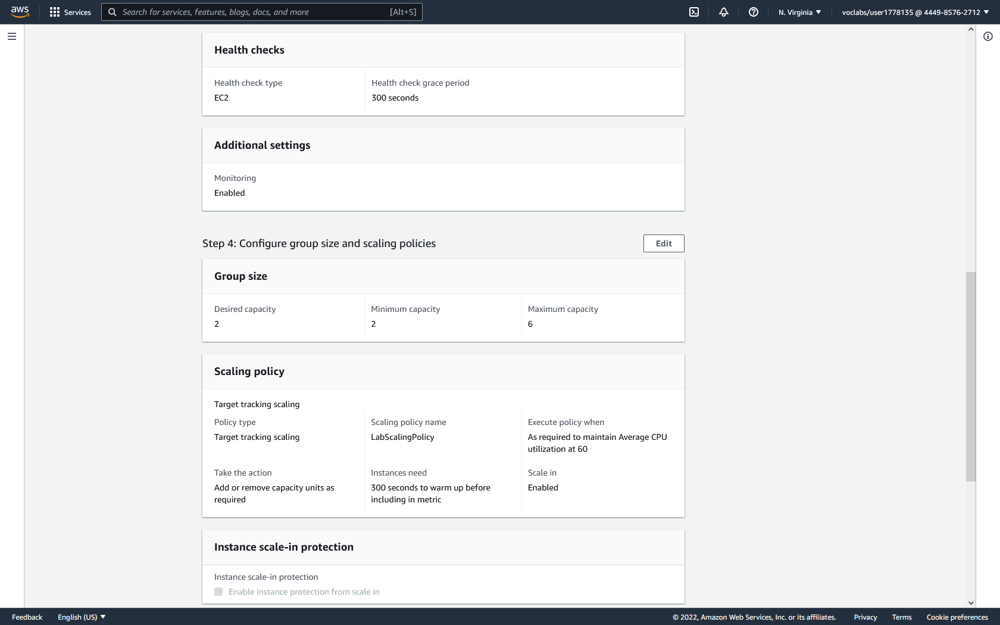 aws
Services
Search for services, features, blogs, docs, and more
[Alt+S]
N. Virginia
voclabs/user1778135 @ 4449-8576-2712
Health checks
Health check type
Health check grace period
EC2
300 seconds
Additional settings
Monitoring
Enabled
Step 4: Configure group size and scaling policies
Edit
Group size
Desired capacity
Minimum capacity
Maximum capacity
2
2
6
Scaling policy
Target tracking scaling
Policy type
Scaling policy name
Execute policy when
Target tracking scaling
LabScalingPolicy
As required to maintain Average CPU
utilization at 60
Take the action
Instances need
Scale in
Add or remove capacity units as
required
300 seconds to warm up before
including in metric
Enabled
Instance scale-in protection
Instance scale-in protection
Enable instance protection from scale in
Feedback
English (US)
© 2022, Amazon Web Services, Inc. or its affiliates.
Privacy
Terms
Cookie preferences